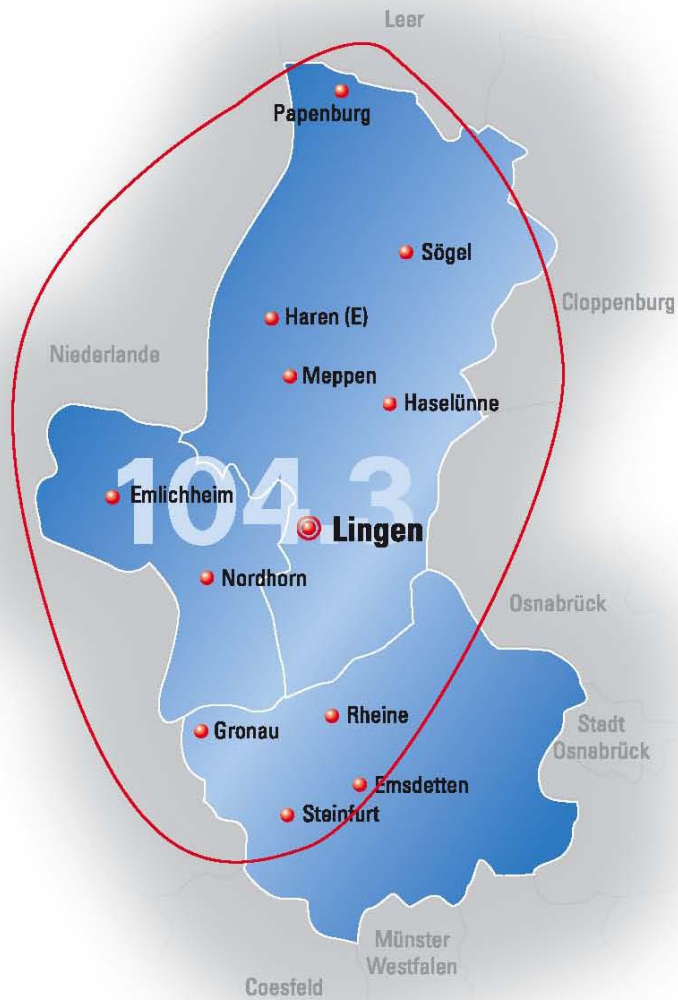 Leer
Papenburg
Sögel
Cloppenburg
Haren (E)
Niederlande
Meppen
Haselünne
104.3
Emlichheim
Lingen
Nordhorn
Osnabrück
Rheine
Gronau
Stadt
Osnabrück
Emsdetten
Steinfurt
Münster
Westfalen
Coesfeld